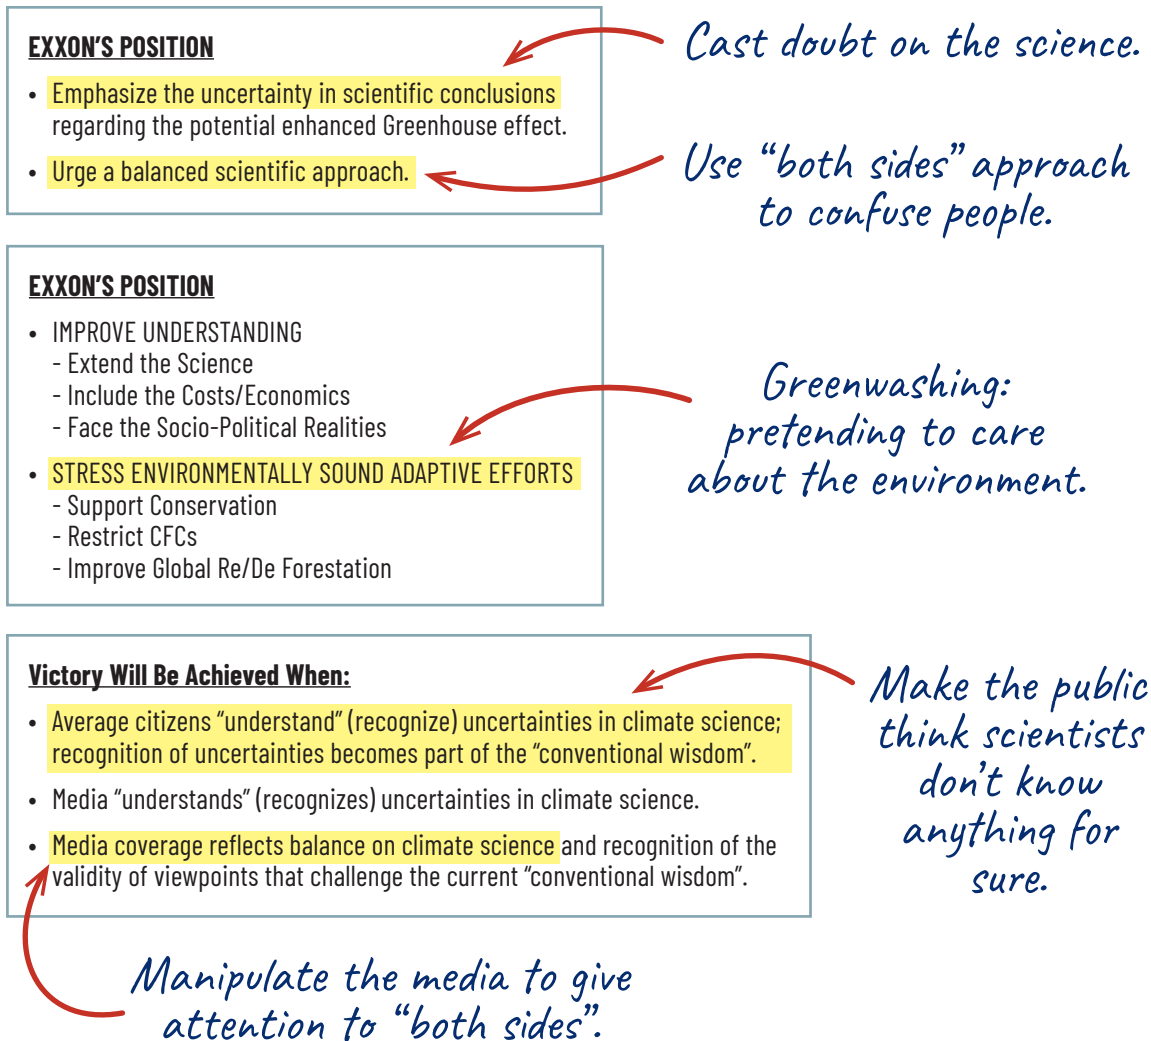 EXXON'S POSITION
• Emphasize the uncertainty in scientific conclusions
regarding the potential enhanced Greenhouse effect.
• Urge a balanced scientific approach.
Cast doubt on the science.
Use “both sides” approach
to confuse people.
EXXON'S POSITION
• IMPROVE UNDERSTANDING
- Extend the Science
- Include the Costs/Economics
- Face the Socio-Political Realities
• STRESS ENVIRONMENTALLY SOUND ADAPTIVE EFFORTS
- Support Conservation
- Restrict CFCs
- Improve Global Re/De Forestation
Greenwashing:
pretending to care
about the environment.
Victory Will Be Achieved When:
• Average citizens “understand” (recognize) uncertainties in climate science;
recognition of uncertainties becomes part of the “conventional wisdom”.
• Media “understands” (recognizes) uncertainties in climate science.
• Media coverage reflects balance on climate science and recognition of the
validity of viewpoints that challenge the current “conventional wisdom”.
Make the public
think scientists
don't know
anything for
sure.
Manipulate the media to give
attention to “both sides”.